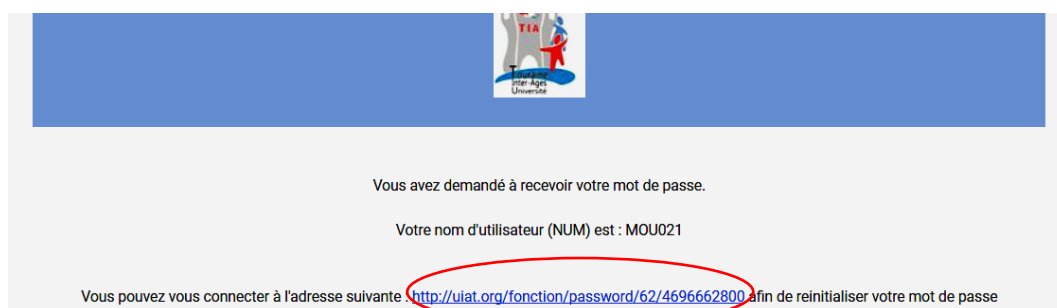 TIA
Touraine
Inter-Ages
Université
Vous avez demandé à recevoir votre mot de passe.
Votre nom d'utilisateur (NUM) est : MOU021
Vous pouvez vous connecter à l'adresse suivante : http://uiat.org/fonction/password/62/4696662800 afin de reinitialiser votre mot de passe